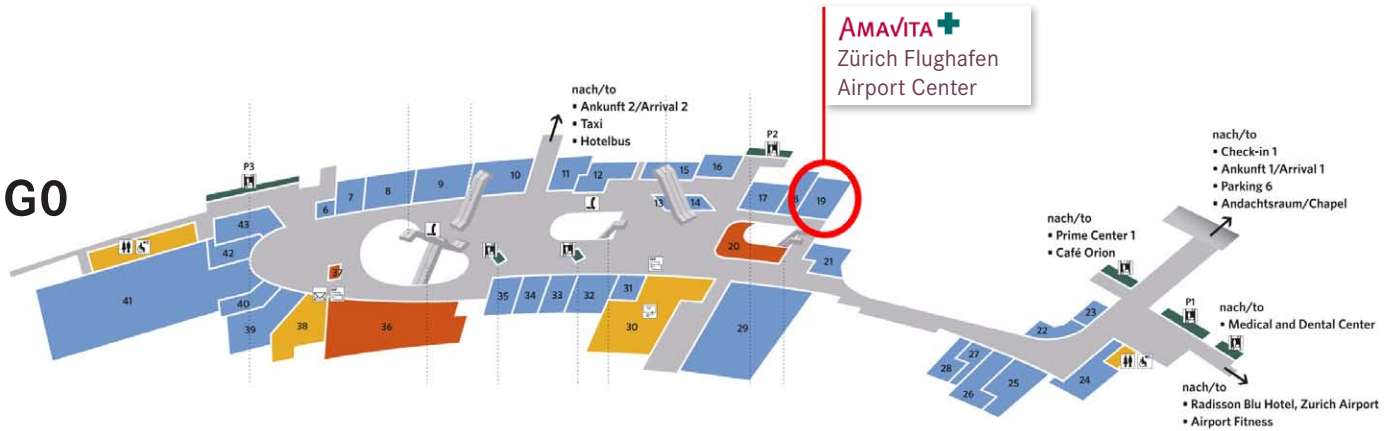 AMAVITA
Zürich Flughafen
Airport Center
nach/to
▪ Ankunft 2/Arrival 2
▪ Taxi
▪ Hotelbus
G0
P3
P2
6
7
8
9
10
11
12
13
14
15
16
17
8
19
20
21
nach/to
▪ Check-in 1
▪ Ankunft 1/Arrival 1
▪ Parking 6
▪ Andachtsraum/Chapel
nach/to
▪ Prime Center 1
▪ Café Orion
P1
nach/to
▪ Medical and Dental Center
22
23
24
25
26
27
28
29
30
31
32
33
34
35
36
37
38
39
40
41
42
43
nach/to
▪ Radisson Blu Hotel, Zurich Airport
▪ Airport Fitness